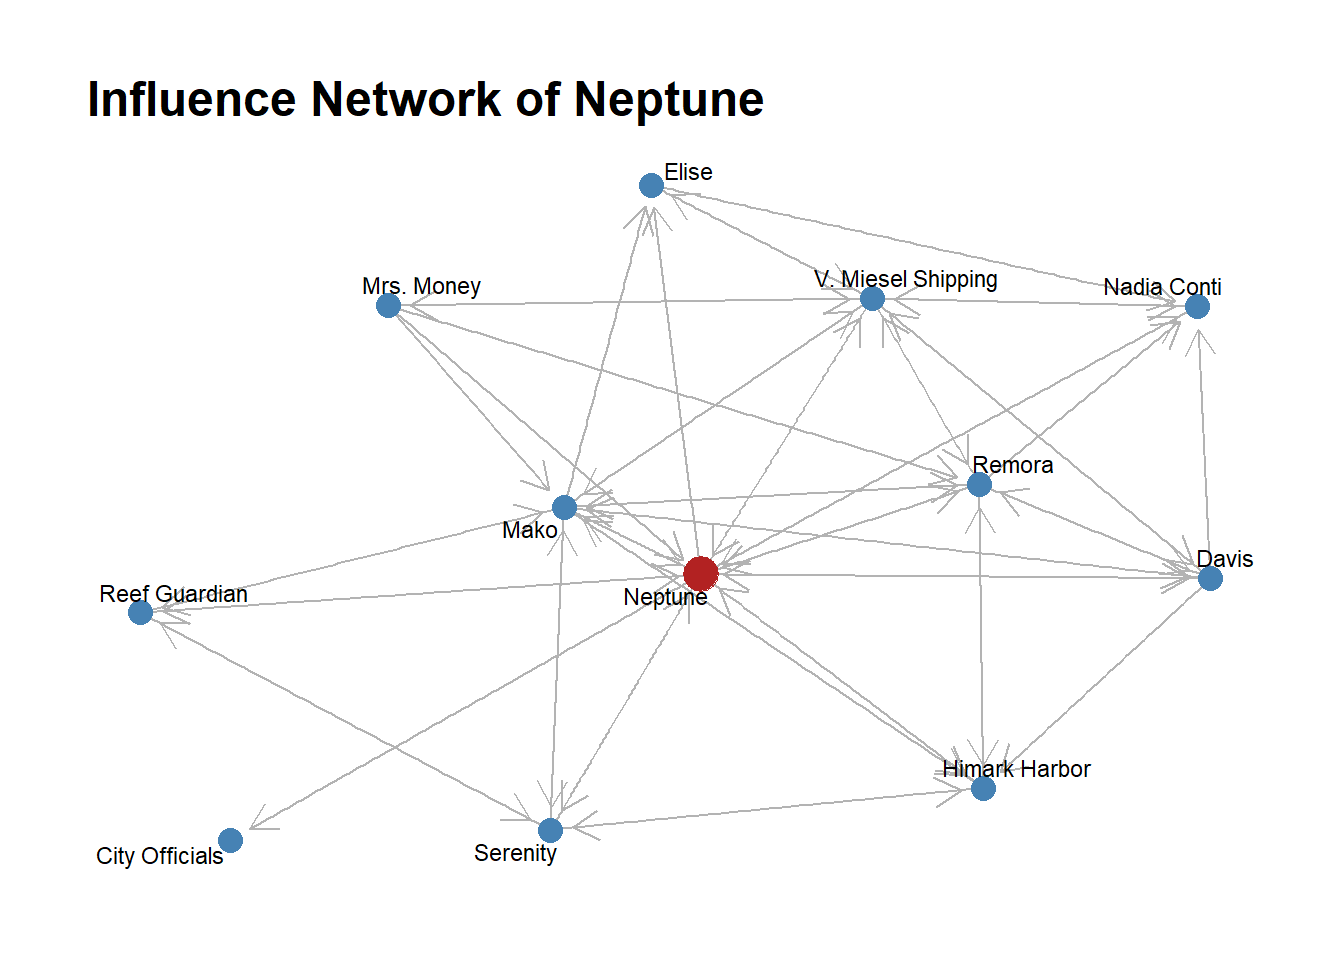 Influence Network of Neptune
Elise
Mrs. Money
V. Miesel Shipping
Nadia Conti
Remora
Mako
Davis
Reef Guardian
Neptune
Himark Harbor
City Officials
Serenity